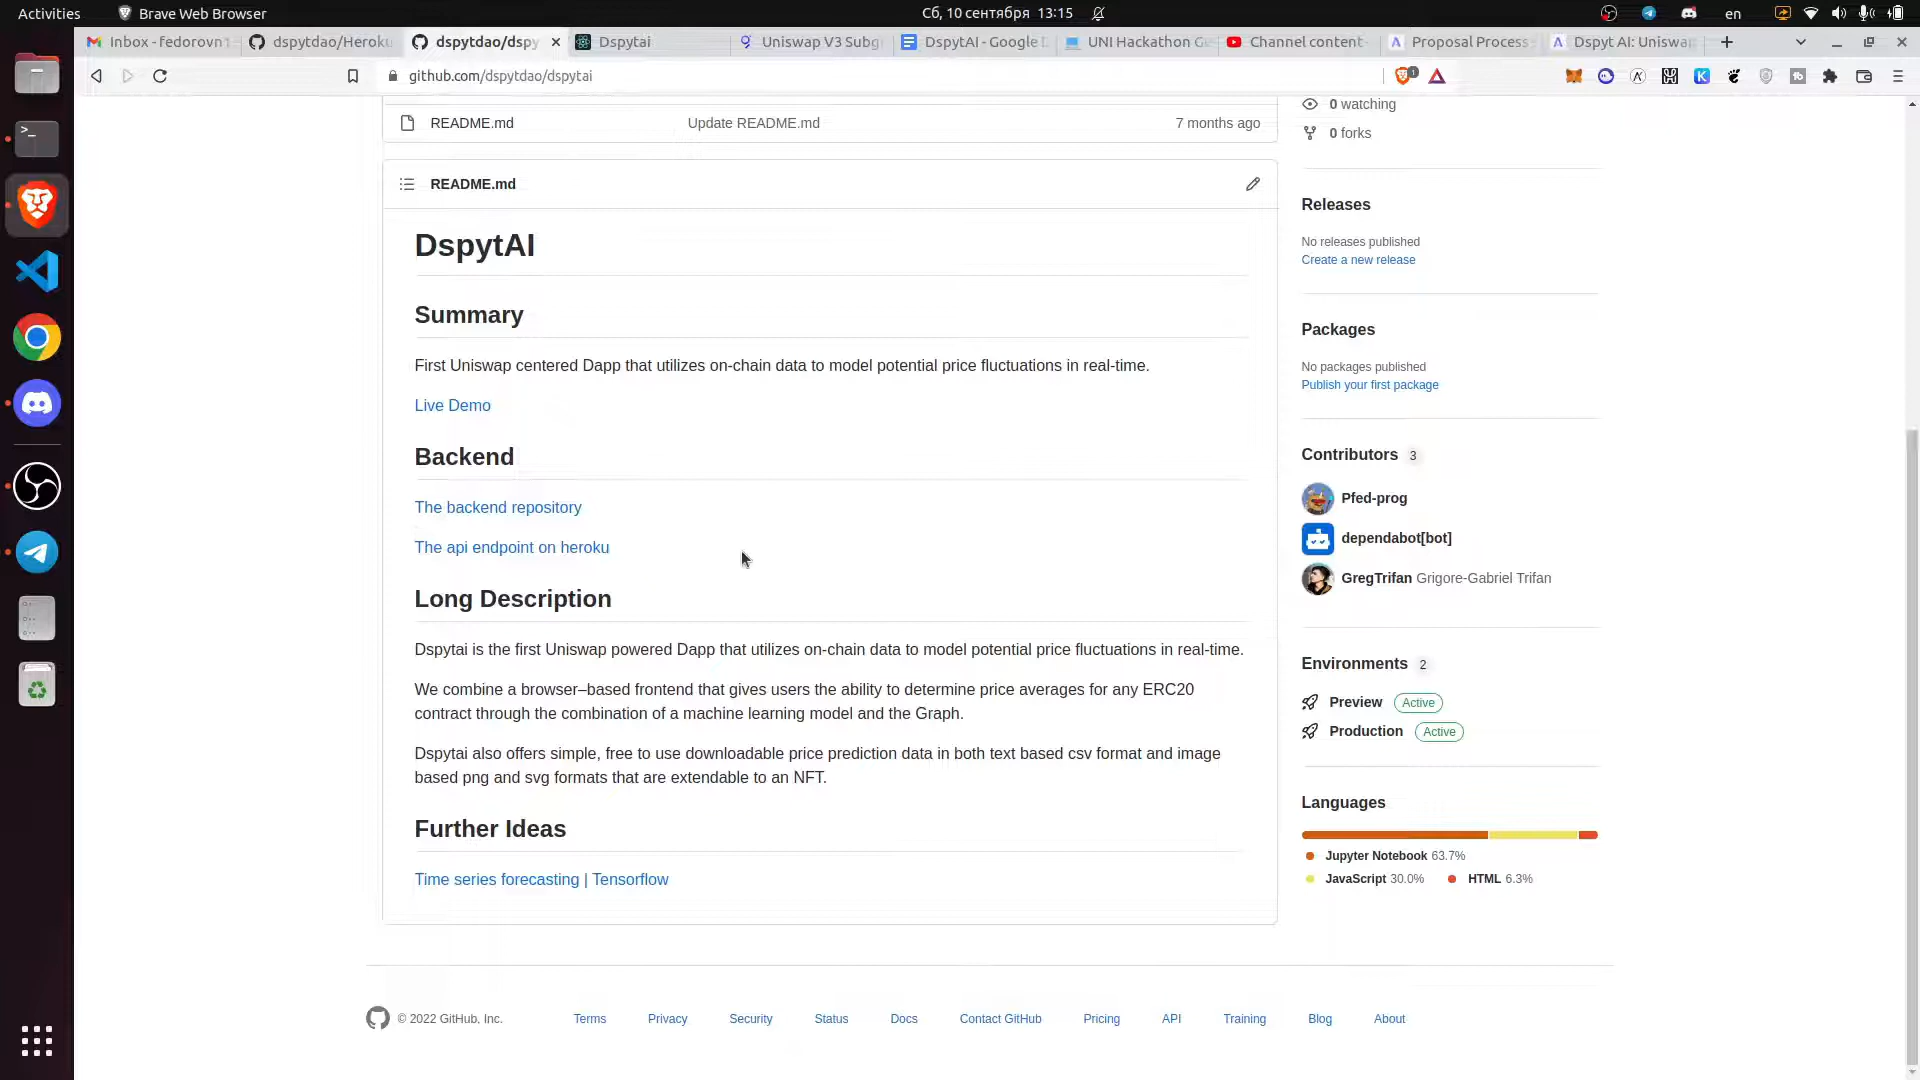 Activities
Brave Web Browser
Сб, 10 сентября 13:15
en
Inbox - fedorovn1
dspytdao/Heroku
dspytdao/dspy
Dspytai
Uniswap V3 Subg
DspytAI - Google D
UNI Hackathon Gu
Channel content
Proposal Process
Dspyt AI: Uniswap
github.com/dspytdao/dspytai
1
README.md
Update README.md
7 months ago
README.md
DspytAI
Summary
First Uniswap centered Dapp that utilizes on-chain data to model potential price fluctuations in real-time.
Live Demo
Backend
The backend repository
The api endpoint on heroku
Long Description
Dspytai is the first Uniswap powered Dapp that utilizes on-chain data to model potential price fluctuations in real-time.
We combine a browser–based frontend that gives users the ability to determine price averages for any ERC20
contract through the combination of a machine learning model and the Graph.
Dspytai also offers simple, free to use downloadable price prediction data in both text based csv format and image
based png and svg formats that are extendable to an NFT.
Further Ideas
Time series forecasting | Tensorflow
0 watching
0 forks
Releases
No releases published
Create a new release
Packages
No packages published
Publish your first package
Contributors 3
Pfed-prog
dependabot[bot]
GregTrifan Grigore-Gabriel Trifan
Environments 2
Preview Active
Production Active
Languages
Jupyter Notebook 63.7%
JavaScript 30.0%
HTML 6.3%
© 2022 GitHub, Inc.
Terms
Privacy
Security
Status
Docs
Contact GitHub
Pricing
API
Training
Blog
About